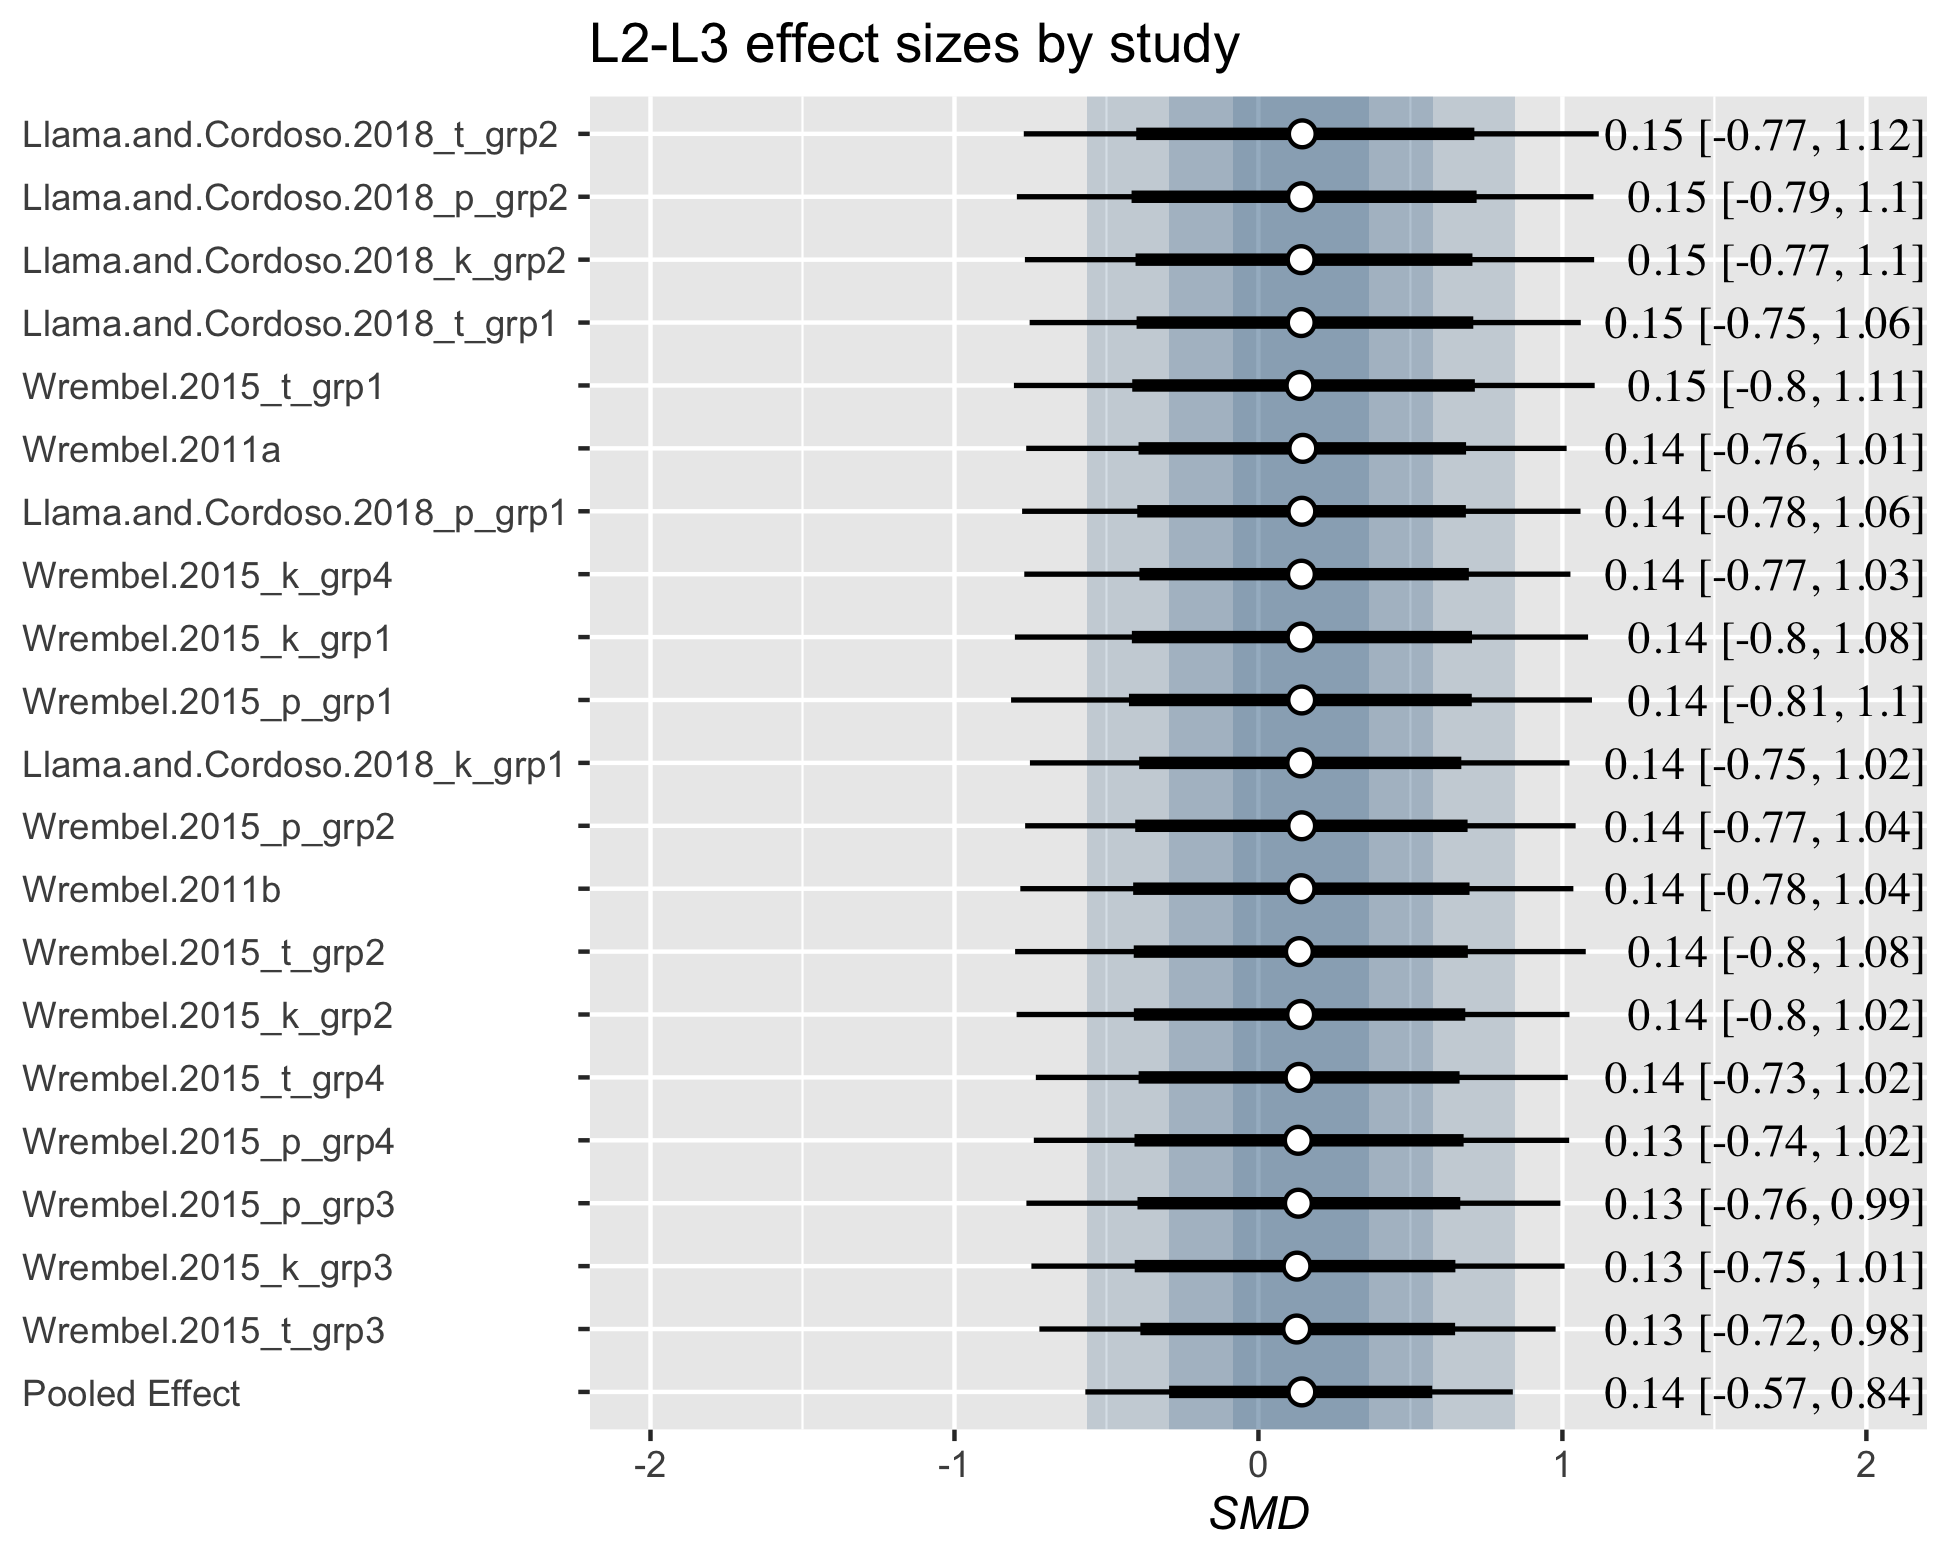 L2-L3 effect sizes by study
Llama.and.Cordoso.2018_t_grp2 0.15 [-0.77, 1.12]
Llama.and.Cordoso.2018_p_grp2 0.15 [-0.79, 1.1]
Llama.and.Cordoso.2018_k_grp2 0.15 [-0.77, 1.1]
Llama.and.Cordoso.2018_t_grp1 0.15 [-0.75, 1.06]
Wrembel.2015_t_grp1 0.15 [-0.8, 1.11]
Wrembel.2011a 0.14 [-0.76, 1.01]
Llama.and.Cordoso.2018_p_grp1 0.14 [-0.78, 1.06]
Wrembel.2015_k_grp4 0.14 [-0.77, 1.03]
Wrembel.2015_k_grp1 0.14 [-0.8, 1.08]
Wrembel.2015_p_grp1 0.14 [-0.81, 1.1]
Llama.and.Cordoso.2018_k_grp1 0.14 [-0.75, 1.02]
Wrembel.2015_p_grp2 0.14 [-0.77, 1.04]
Wrembel.2011b 0.14 [-0.78, 1.04]
Wrembel.2015_t_grp2 0.14 [-0.8, 1.08]
Wrembel.2015_k_grp2 0.14 [-0.8, 1.02]
Wrembel.2015_t_grp4 0.14 [-0.73, 1.02]
Wrembel.2015_p_grp4 0.13 [-0.74, 1.02]
Wrembel.2015_p_grp3 0.13 [-0.76, 0.99]
Wrembel.2015_k_grp3 0.13 [-0.75, 1.01]
Wrembel.2015_t_grp3 0.13 [-0.72, 0.98]
Pooled Effect 0.14 [-0.57, 0.84]
-2 -1 0 1 2
SMD